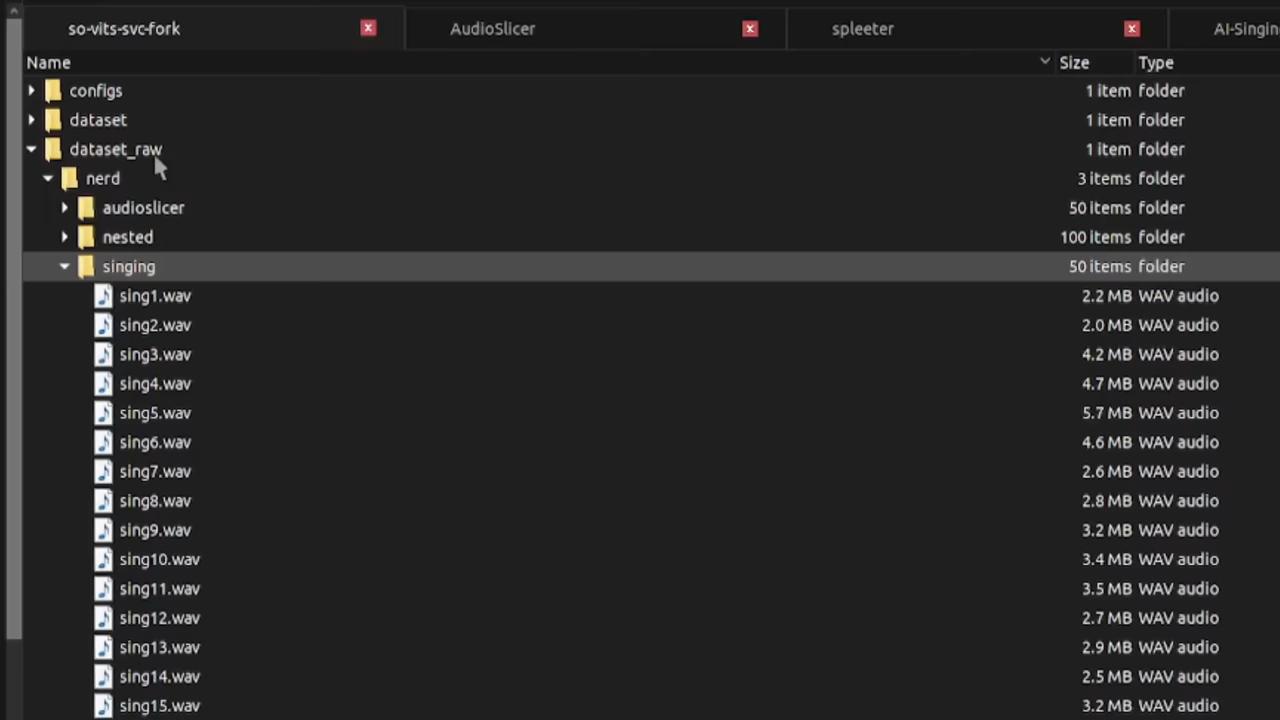 so-vits-svc-fork AudioSlicer spleeter AI-Singin
Name Size Type
configs 1 item folder
dataset 1 item folder
dataset_raw 1 item folder
nerd 3 items folder
audioslicer 50 items folder
nested 100 items folder
singing 50 items folder
sing1.wav 2.2 MB WAV audio
sing2.wav 2.0 MB WAV audio
sing3.wav 4.2 MB WAV audio
sing4.wav 4.7 MB WAV audio
sing5.wav 5.7 MB WAV audio
sing6.wav 4.6 MB WAV audio
sing7.wav 2.6 MB WAV audio
sing8.wav 2.8 MB WAV audio
sing9.wav 3.2 MB WAV audio
sing10.wav 3.4 MB WAV audio
sing11.wav 3.5 MB WAV audio
sing12.wav 2.7 MB WAV audio
sing13.wav 2.9 MB WAV audio
sing14.wav 2.5 MB WAV audio
sing15.wav 3.2 MB WAV audio